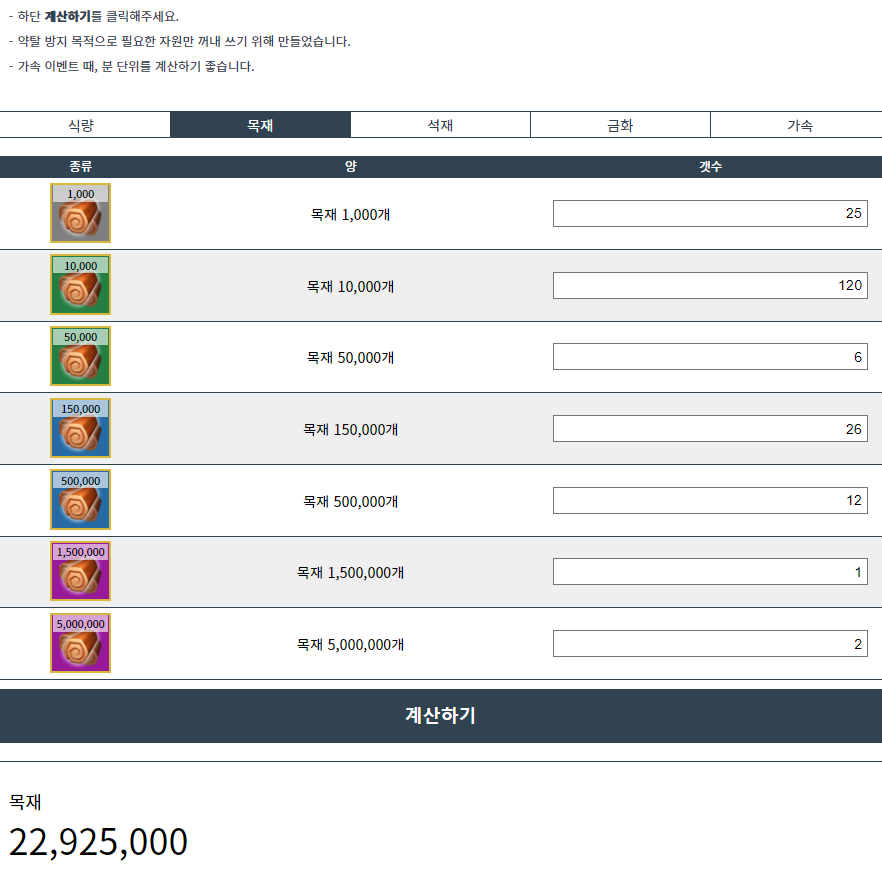 - 하단 계산하기를 클릭해주세요.
- 약탈 방지 목적으로 필요한 자원만 꺼내 쓰기 위해 만들었습니다.
- 가속 이벤트 때, 분 단위를 계산하기 좋습니다.
식량 목재 석재 금화 가속
종류 양 갯수
1,000 목재 1,000개 25
10,000 목재 10,000개 120
50,000 목재 50,000개 6
150,000 목재 150,000개 26
500,000 목재 500,000개 12
1,500,000 목재 1,500,000개 1
5,000,000 목재 5,000,000개 2
계산하기
목재
22,925,000